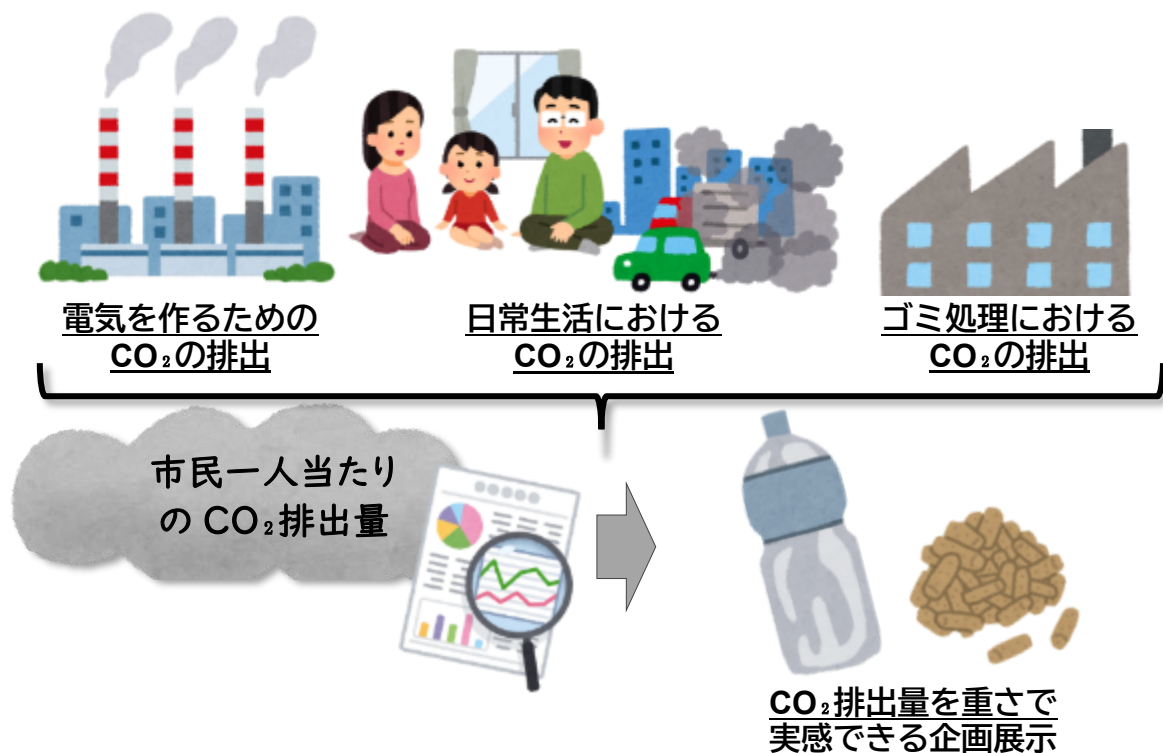 電気を作るための
CO₂の排出
日常生活における
CO₂の排出
ゴミ処理における
CO₂の排出
市民一人当たり
のCO₂排出量
CO₂排出量を重さで
実感できる企画展示